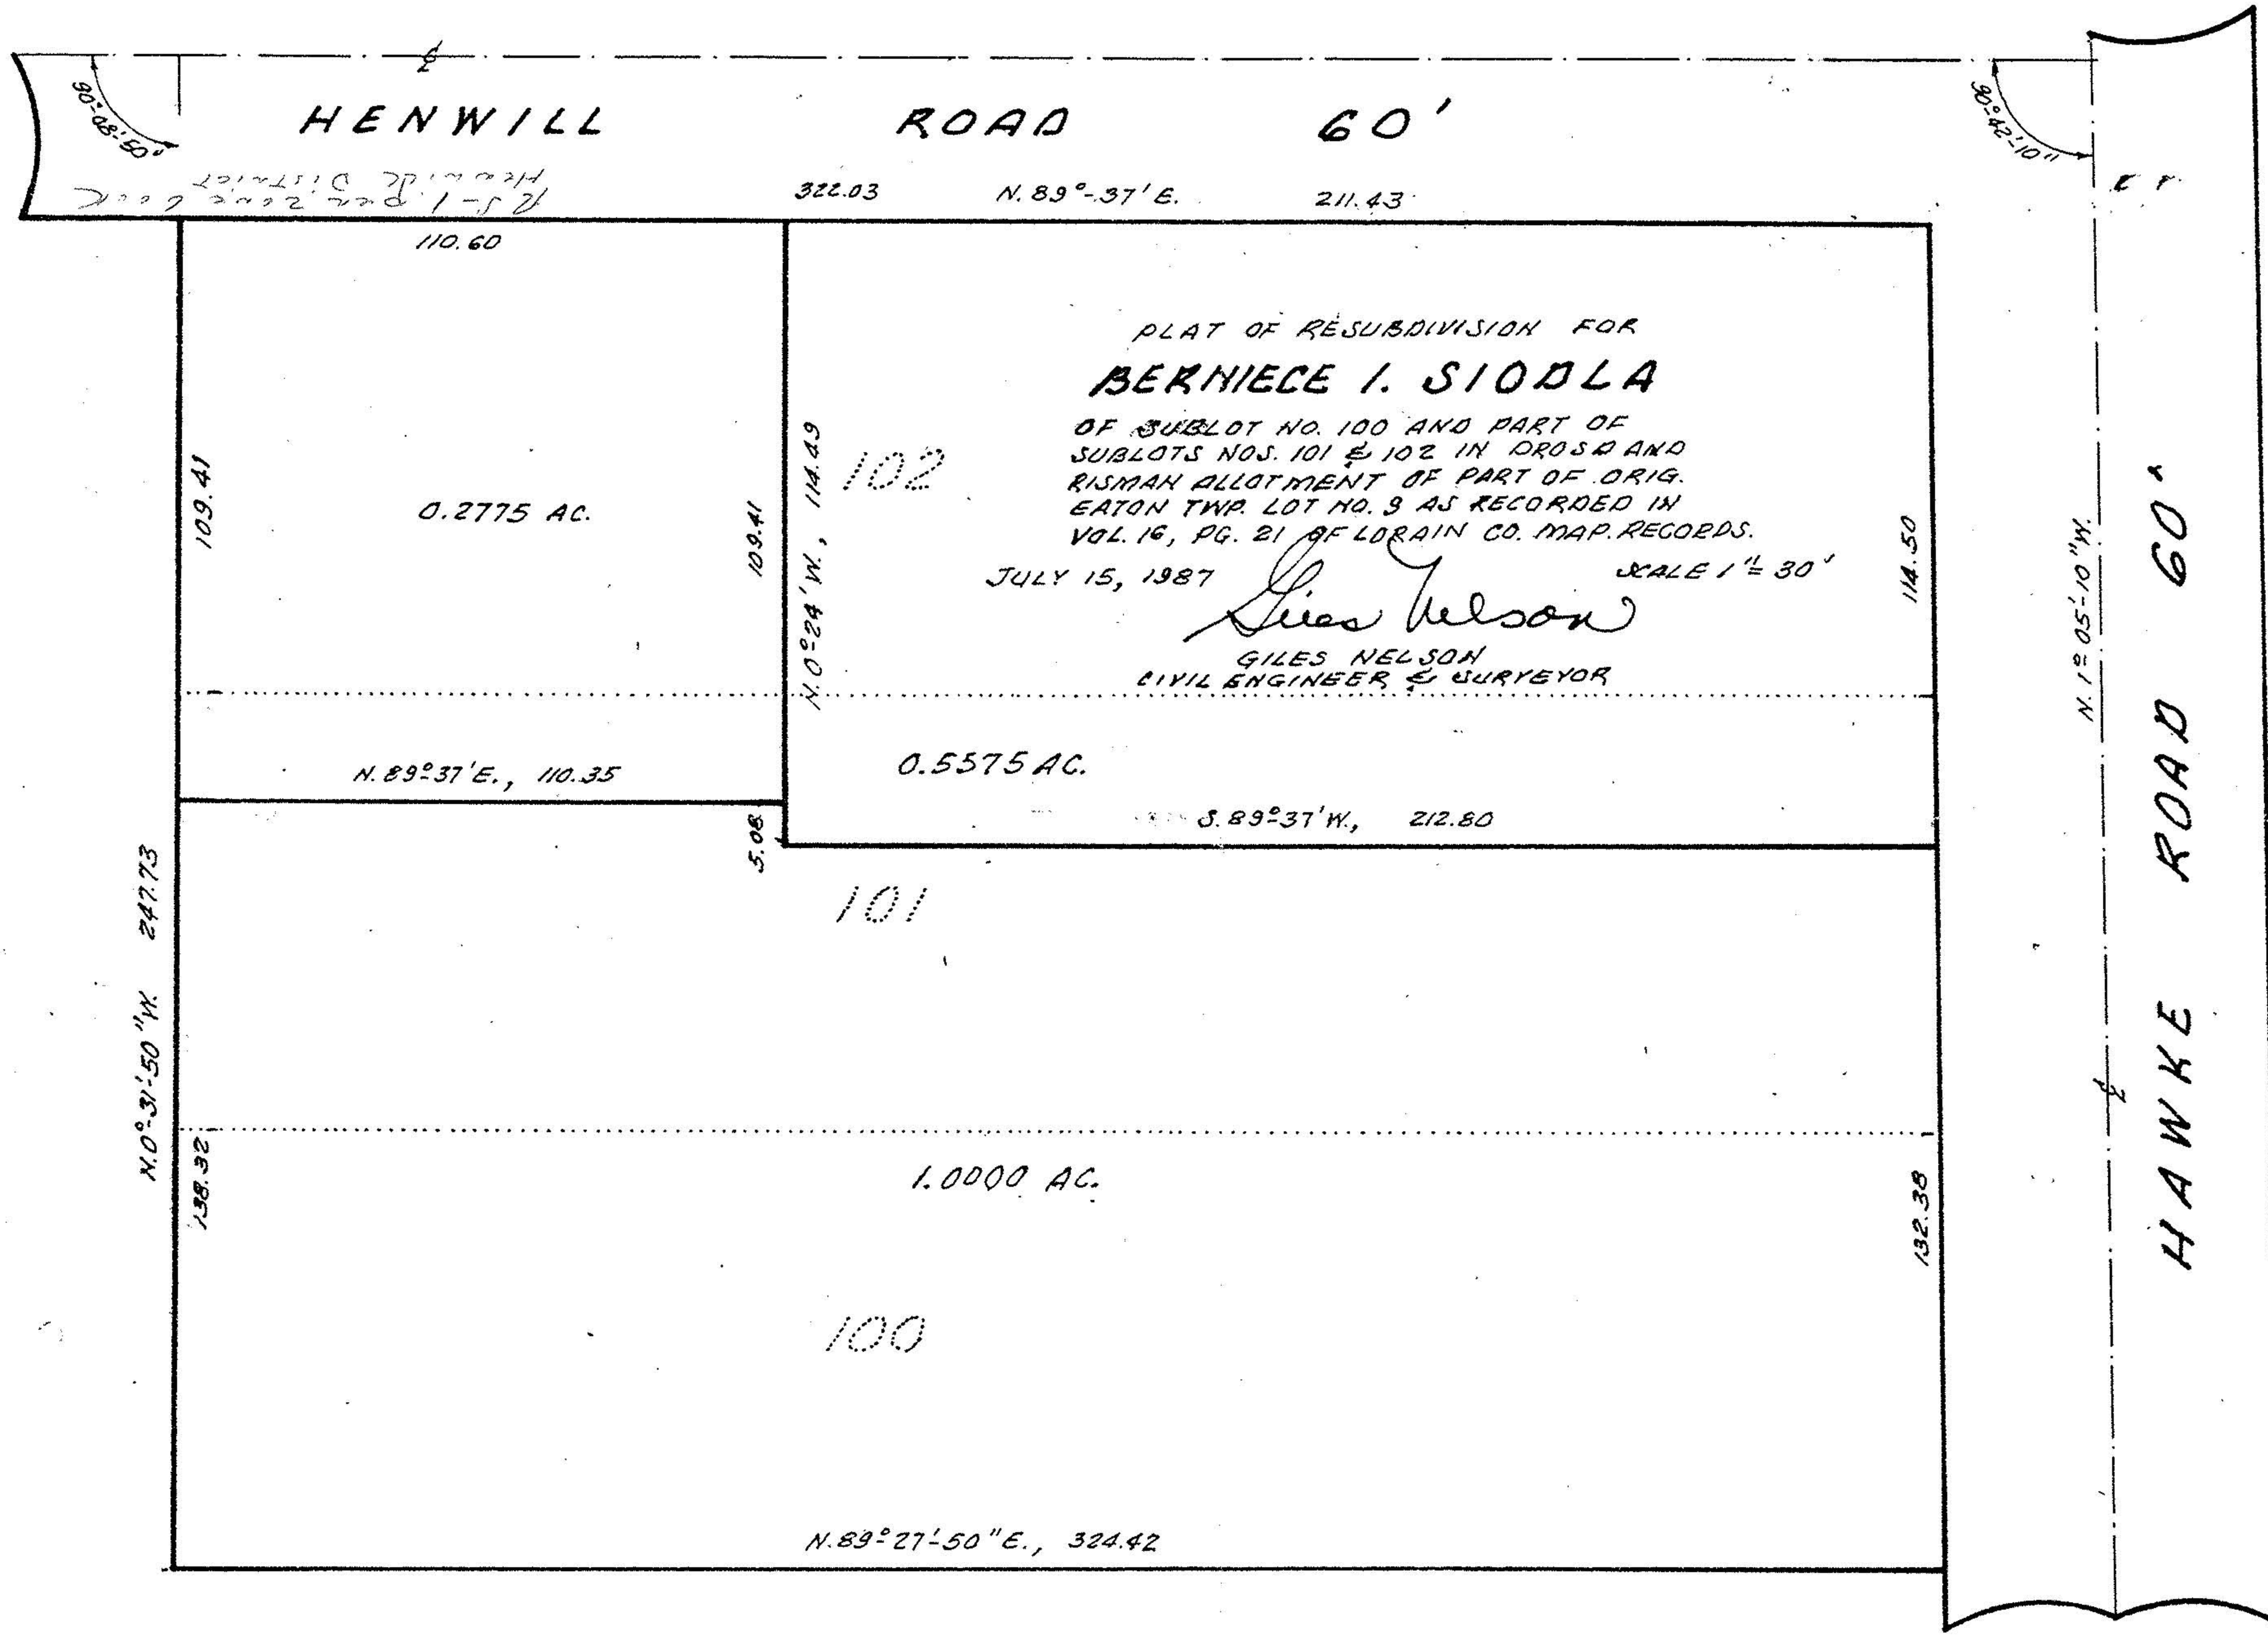 ℄
90°-08'-50"
HENWILL ROAD 60'
90°-42'-10"
322.03 N.89°-37'E. 211.43
110.60
PLAT OF RESUBDIVISION FOR
BERNIECE I. SIODLA
OF SUBLOT NO. 100 AND PART OF
SUBLOTS NOS. 101 & 102 IN DROSD AND
RISMAN ALLOTMENT OF PART OF ORIG.
EATON TWP. LOT NO. 9 AS RECORDED IN
VOL. 16, PG. 21 OF LORAIN CO. MAP. RECORDS.
JULY 15, 1987
SCALE 1"=30'
Giles Nelson
GILES NELSON
CIVIL ENGINEER & SURVEYOR
109.41
0.2775 AC.
109.41
N.0°-24'W., 114.49
102
114.50
N.1°-05'-10"W.
HAWKE ROAD 60'
℄
N.89°-37'E., 110.35
0.5575 AC.
S.89°-37'W., 212.80
5.08
101
N.0°-31'-50"W. 247.73
138.32
1.0000 AC.
132.38
100
N.89°-27'-50"E., 324.42